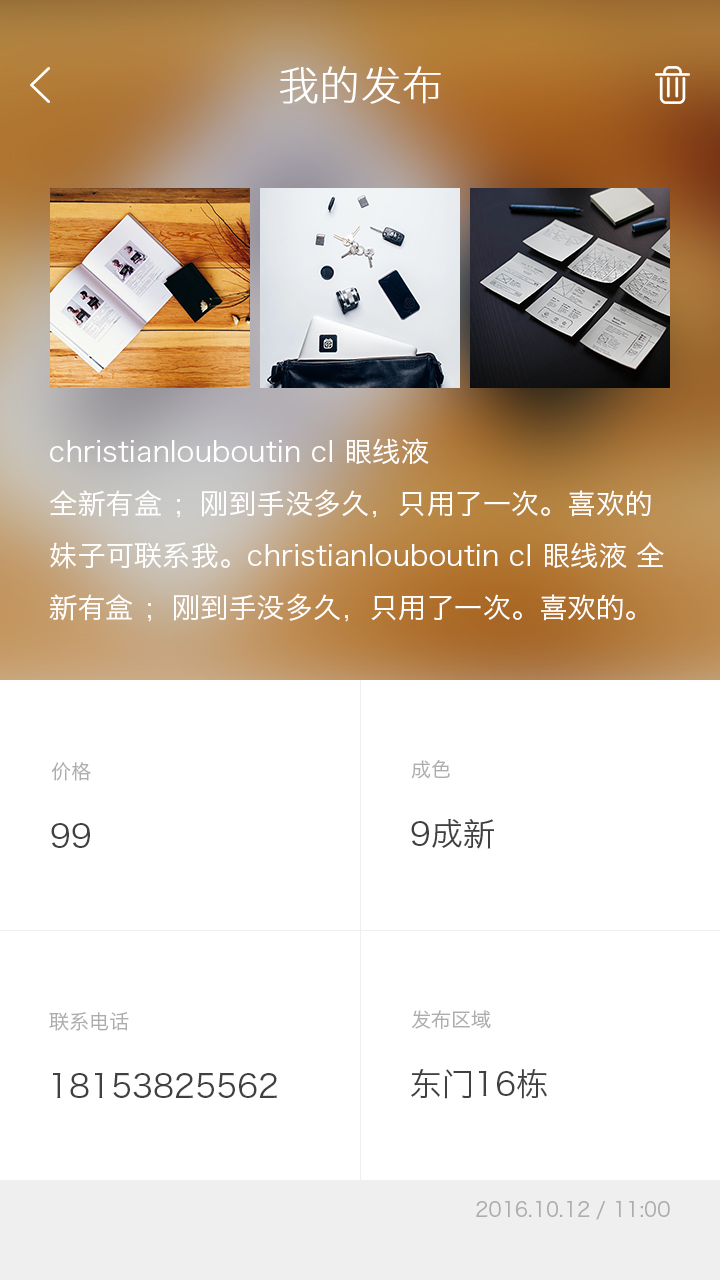 我的发布
christianlouboutin cl 眼线液
全新有盒 ；刚到手没多久，只用了一次。喜欢的
妹子可联系我。christianlouboutin cl 眼线液 全
新有盒 ；刚到手没多久，只用了一次。喜欢的。
价格
成色
99
9成新
联系电话
发布区域
18153825562
东门16栋
2016.10.12 / 11:00